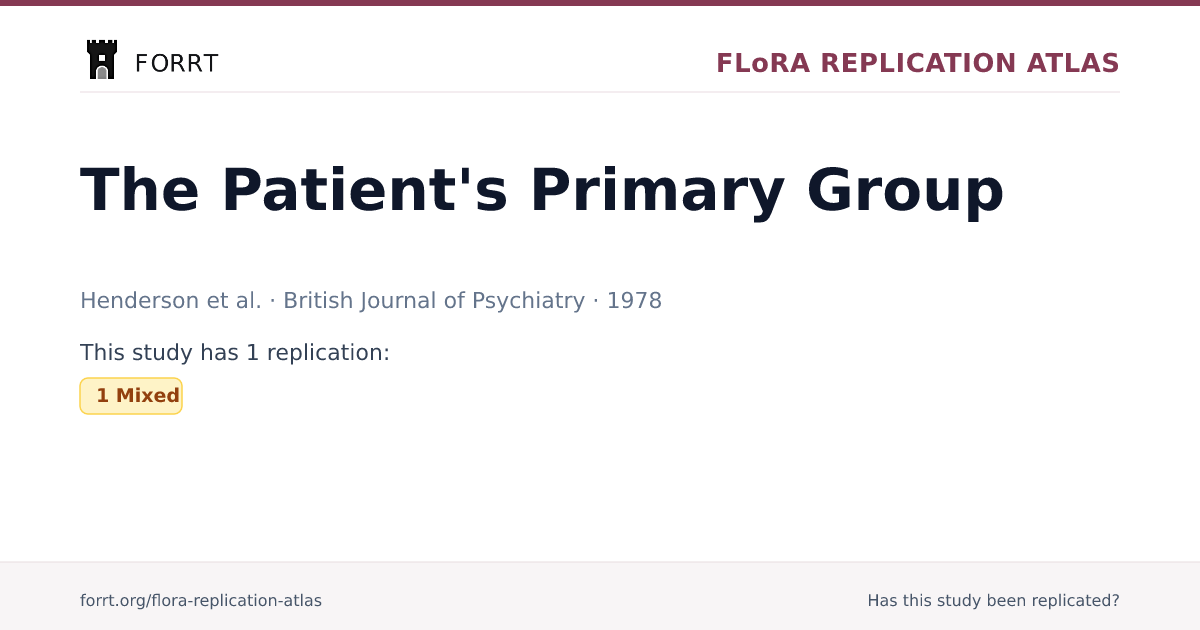 FORRT
FLoRA REPLICATION ATLAS
The Patient's Primary Group
Henderson et al. · British Journal of Psychiatry · 1978
This study has 1 replication:
1 Mixed
forrt.org/flora-replication-atlas
Has this study been replicated?